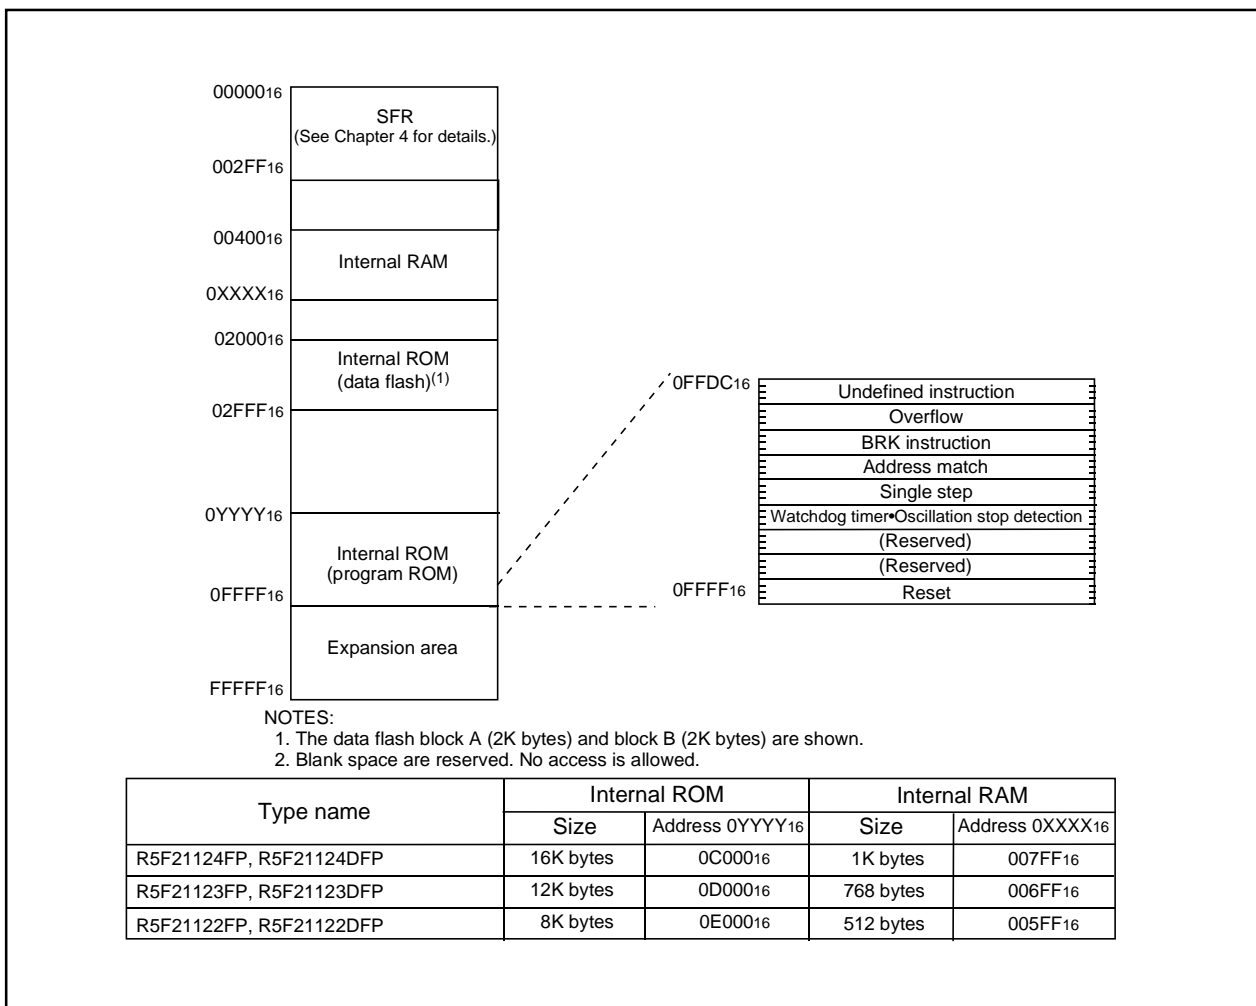 0000016
SFR
(See Chapter 4 for details.)
002FF16
0040016
Internal RAM
0XXXX16
0200016
Internal ROM
(data flash)(1)
02FFF16
0YYYY16
Internal ROM
(program ROM)
0FFFF16
Expansion area
FFFFF16
0FFDC16
Undefined instruction
Overflow
BRK instruction
Address match
Single step
Watchdog timer•Oscillation stop detection
(Reserved)
(Reserved)
0FFFF16
Reset
NOTES:
1. The data flash block A (2K bytes) and block B (2K bytes) are shown.
2. Blank space are reserved. No access is allowed.
Type name Internal ROM Internal RAM
Size Address 0YYYY16 Size Address 0XXXX16
R5F21124FP, R5F21124DFP 16K bytes 0C00016 1K bytes 007FF16
R5F21123FP, R5F21123DFP 12K bytes 0D00016 768 bytes 006FF16
R5F21122FP, R5F21122DFP 8K bytes 0E00016 512 bytes 005FF16